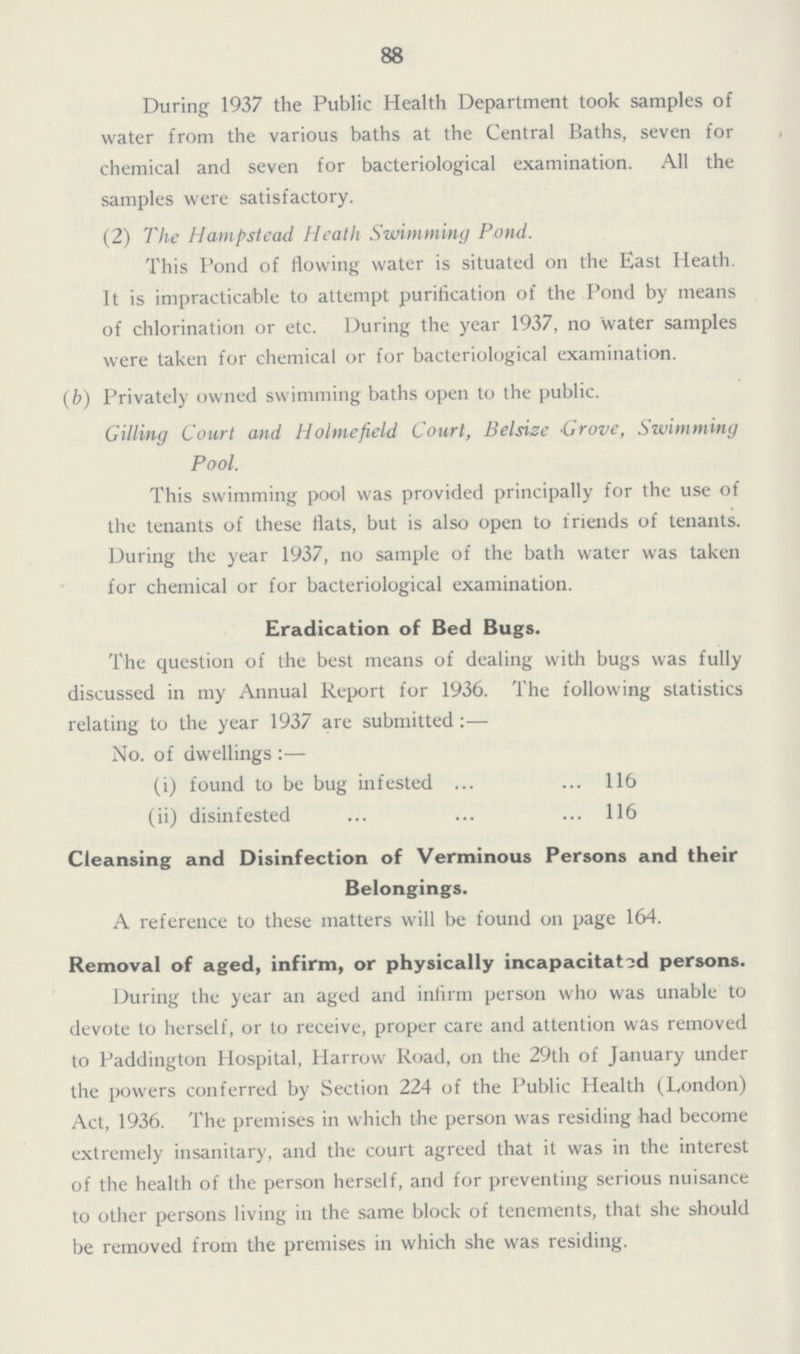 88
During 1937 the Public Health Department took samples of
water from the various baths at the Central Baths, seven for
chemical and seven for bacteriological examination. All the
samples were satisfactory.
(2) The Hampstead Heath Swimming Pond.
This Pond of flowing water is situated on the East Heath.
It is impracticable to attempt purification of the Pond by means
of chlorination or etc. During the year 1937, no water samples
were taken for chemical or for bacteriological examination.
(b) Privately owned swimming baths open to the public.
Gilling Court and Holmefield Court, Belsize Grove, Swimming
Pool.
This swimming pool was provided principally for the use of
the tenants of these flats, but is also open to friends of tenants.
During the year 1937, no sample of the bath water was taken
for chemical or for bacteriological examination.
Eradication of Bed Bugs.
The question of the best means of dealing with bugs was fully
discussed in my Annual Report for 1936. The following statistics
relating to the year 1937 are submitted :—
No. of dwellings :—
(i) found to be bug infested ... ... 116
(ii) disinfested ... ... ... 116
Cleansing and Disinfection of Verminous Persons and their
Belongings.
A reference to these matters will be found on page 164.
Removal of aged, infirm, or physically incapacitated persons.
During the year an aged and infirm person who was unable to
devote to herself, or to receive, proper care and attention was removed
to Paddington Hospital, Harrow Road, on the 29th of January under
the powers conferred by Section 224 of the Public Health (London)
Act, 1936. The premises in which the person was residing had become
extremely insanitary, and the court agreed that it was in the interest
of the health of the person herself, and for preventing serious nuisance
to other persons living in the same block of tenements, that she should
be removed from the premises in which she was residing.